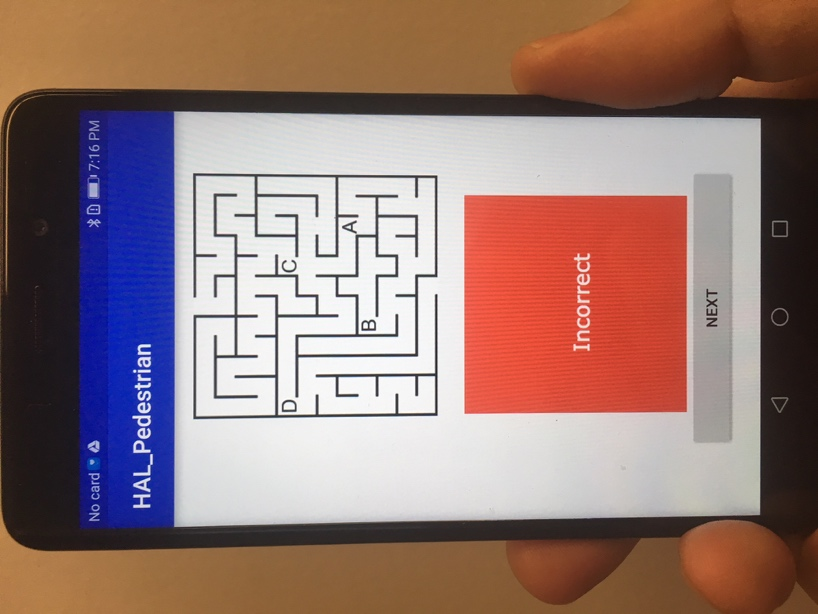 No card 7:16 PM
HAL_Pedestrian
A
C
B
D
Incorrect
NEXT